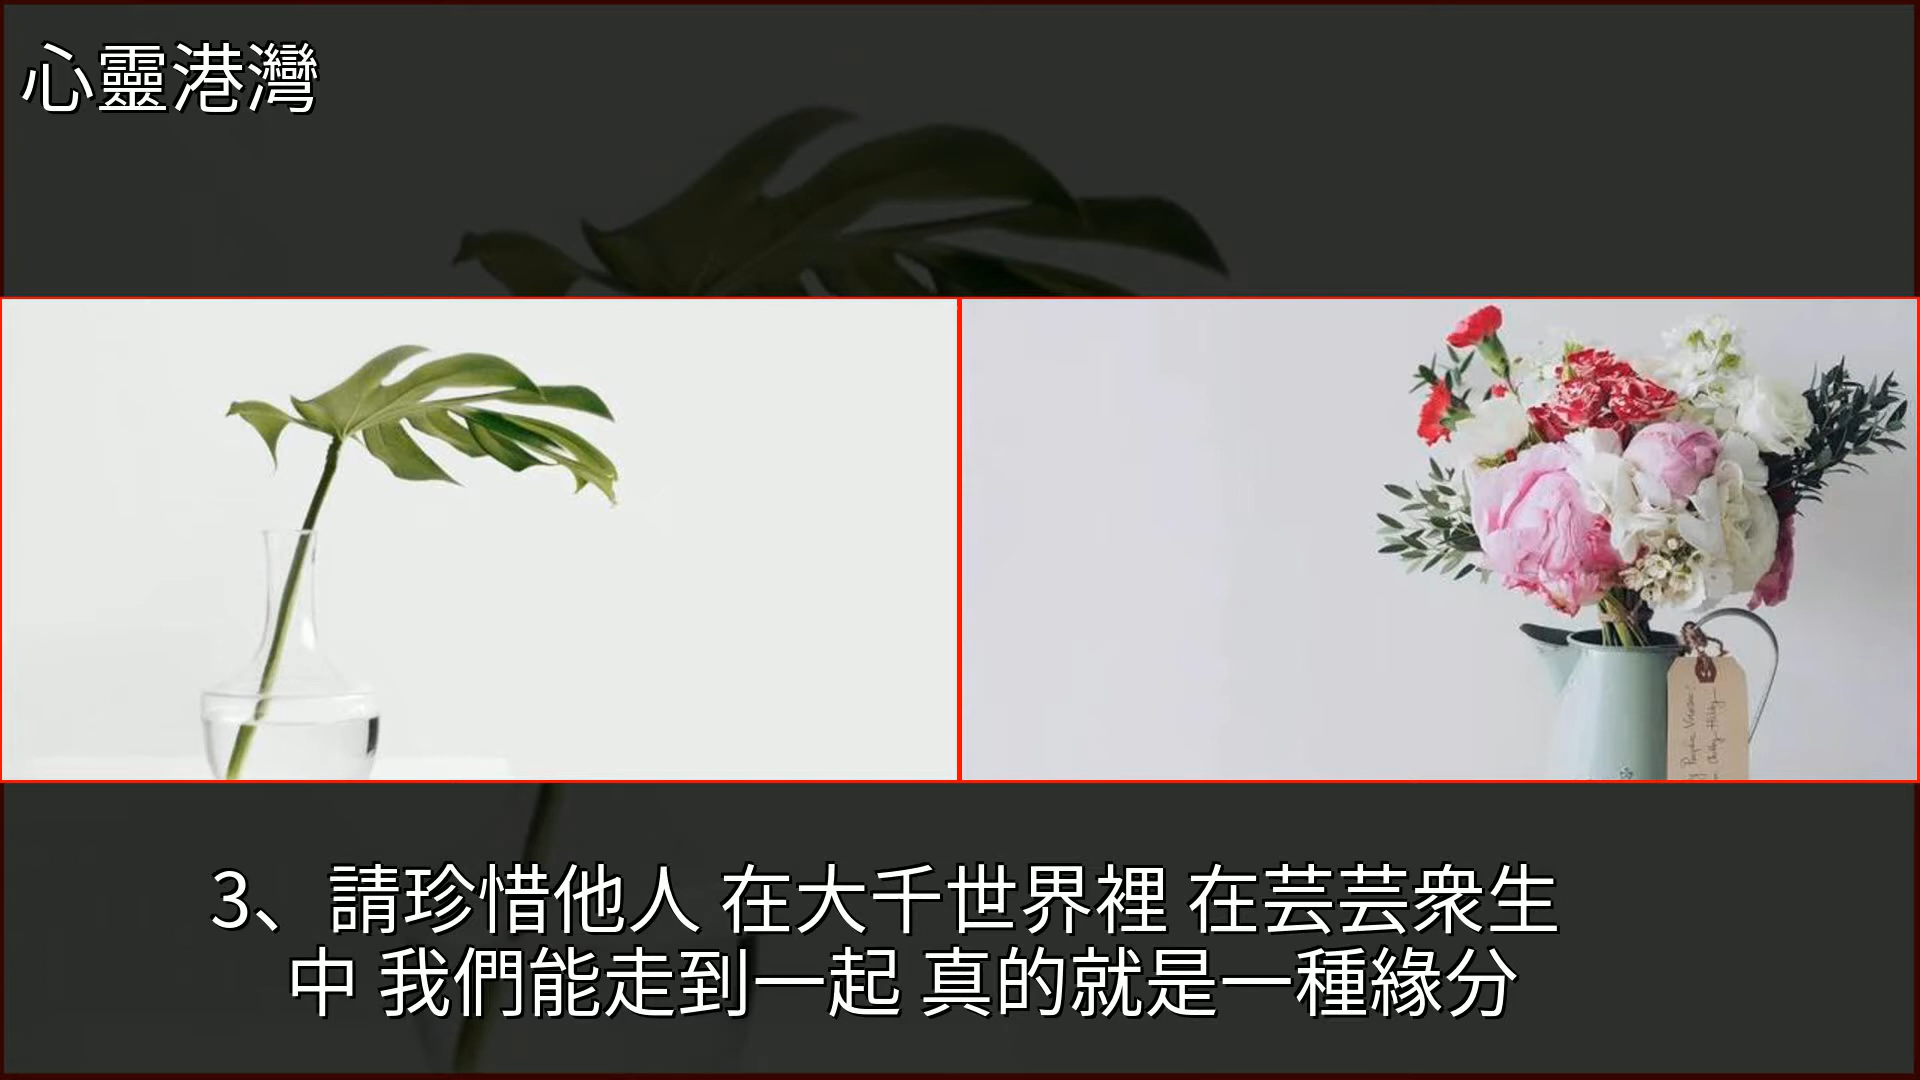 心靈港灣
3、請珍惜他人 在大千世界裡 在芸芸衆生
中 我們能走到一起 真的就是一種緣分